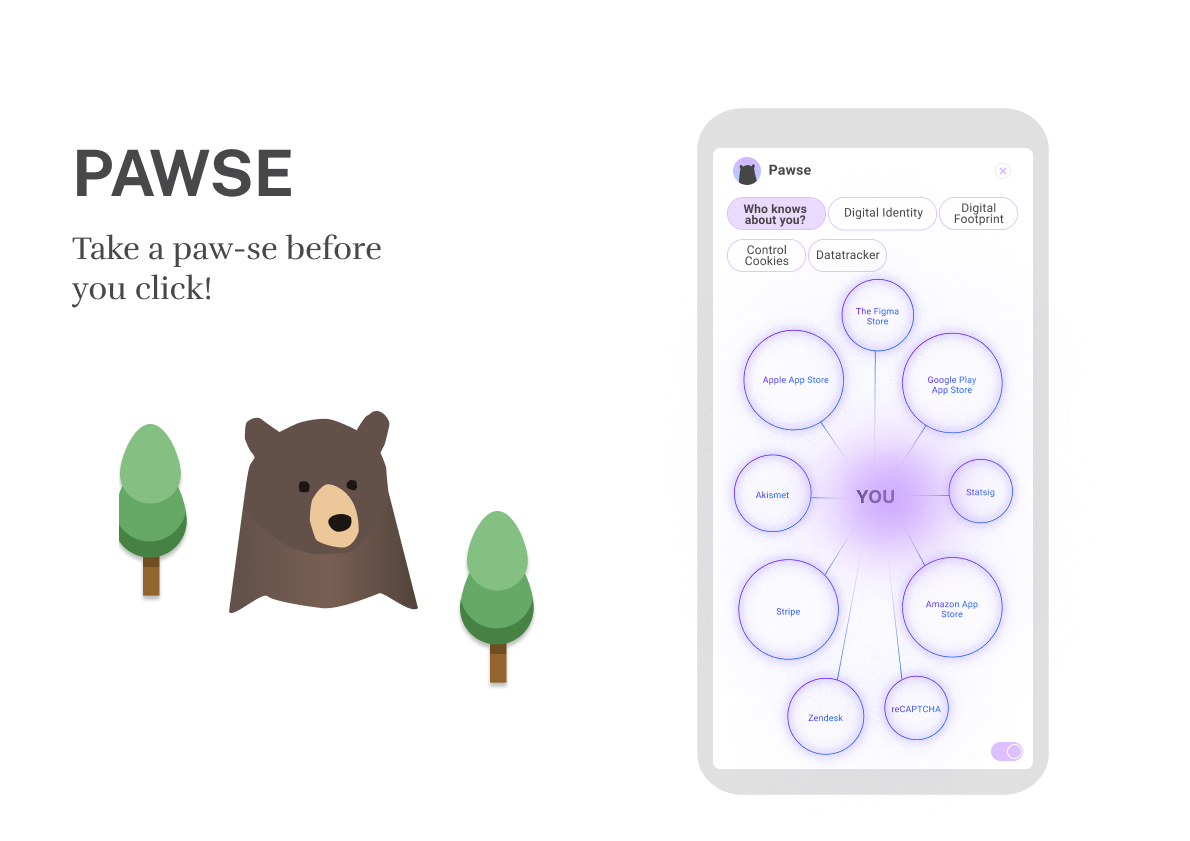 PAWSE
Take a paw-se before
you click!
Pawse
Who knows
about you?
Digital Identity
Digital
Footprint
Control
Cookies
Datatracker
The Figma
Store
Apple App Store
Google Play
App Store
Akismet
YOU
Statsig
Stripe
Amazon App
Store
Zendesk
reCAPTCHA